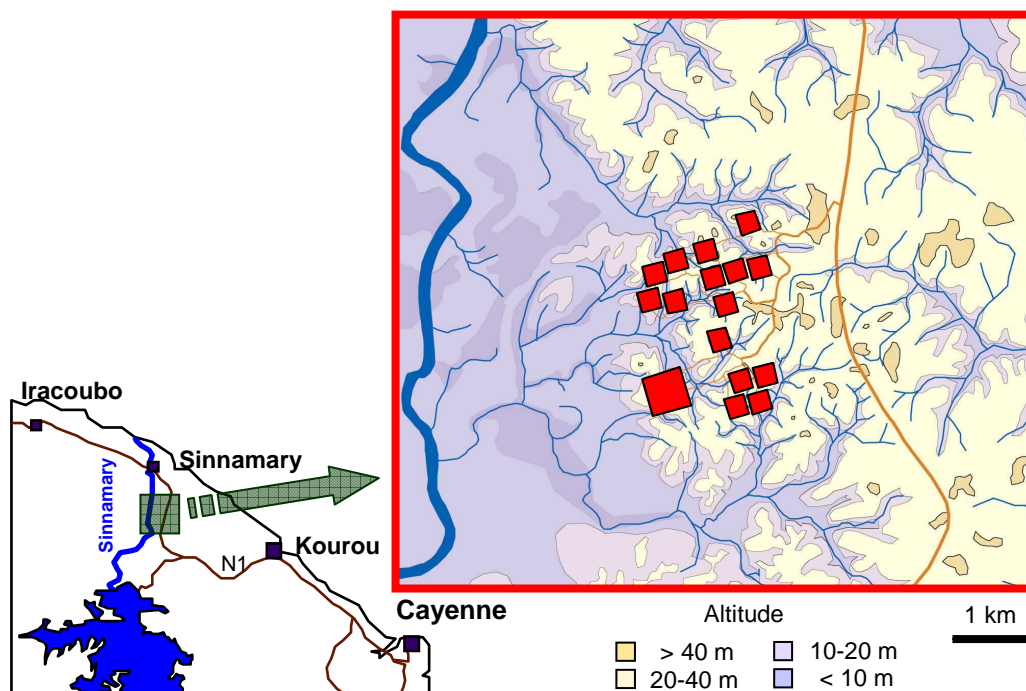 Iracoubo
Sinnamary
Sinnamary
Kourou
N1
Cayenne
Altitude
1 km
> 40 m
10-20 m
20-40 m
< 10 m